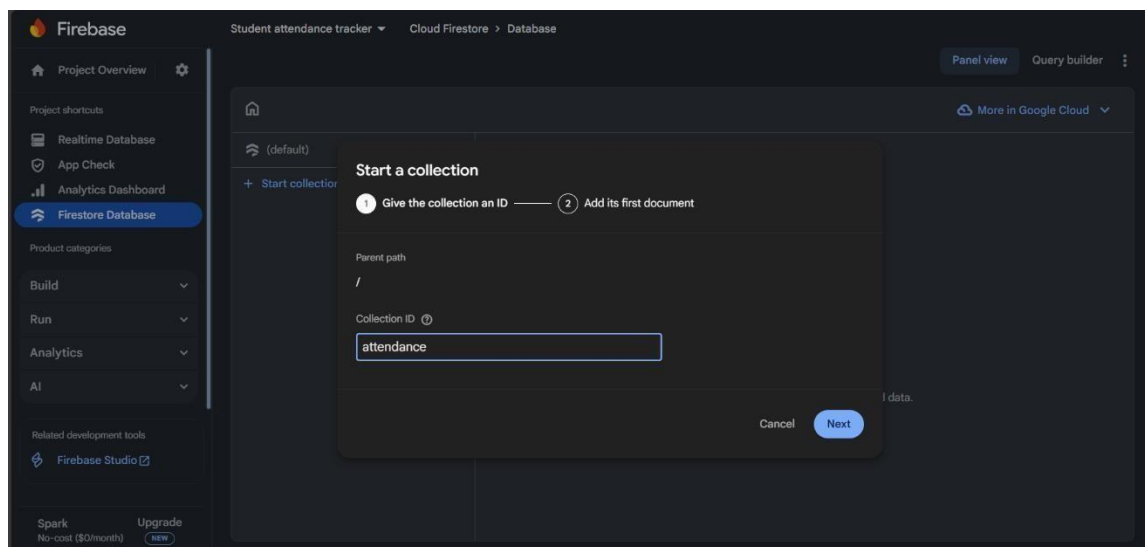 Firebase
Student attendance tracker
Cloud Firestore > Database
Project Overview
Panel view
Query builder
Project shortcuts
More in Google Cloud
Realtime Database
(default)
App Check
+ Start collection
Analytics Dashboard
Firestore Database
Product categories
Build
Run
Analytics
AI
Related development tools
Firebase Studio
Spark
No-cost ($0/month)
Upgrade
NEW
Start a collection
1 Give the collection an ID
2 Add its first document
Parent path
/
Collection ID
attendance
data.
Cancel
Next